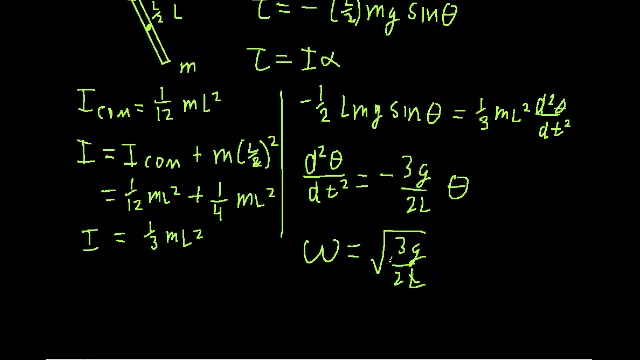 ½ L
τ = - (L/2) mg sinθ
m
τ = Iα
I_com = 1/12 mL²
I = I_com + m(L/2)²
= 1/12 mL² + 1/4 mL²
I = 1/3 mL²
-1/2 Lmg sinθ = 1/3 mL² d²θ/dt²
d²θ/dt² = - 3g/2L θ
ω = √(3g/2L)